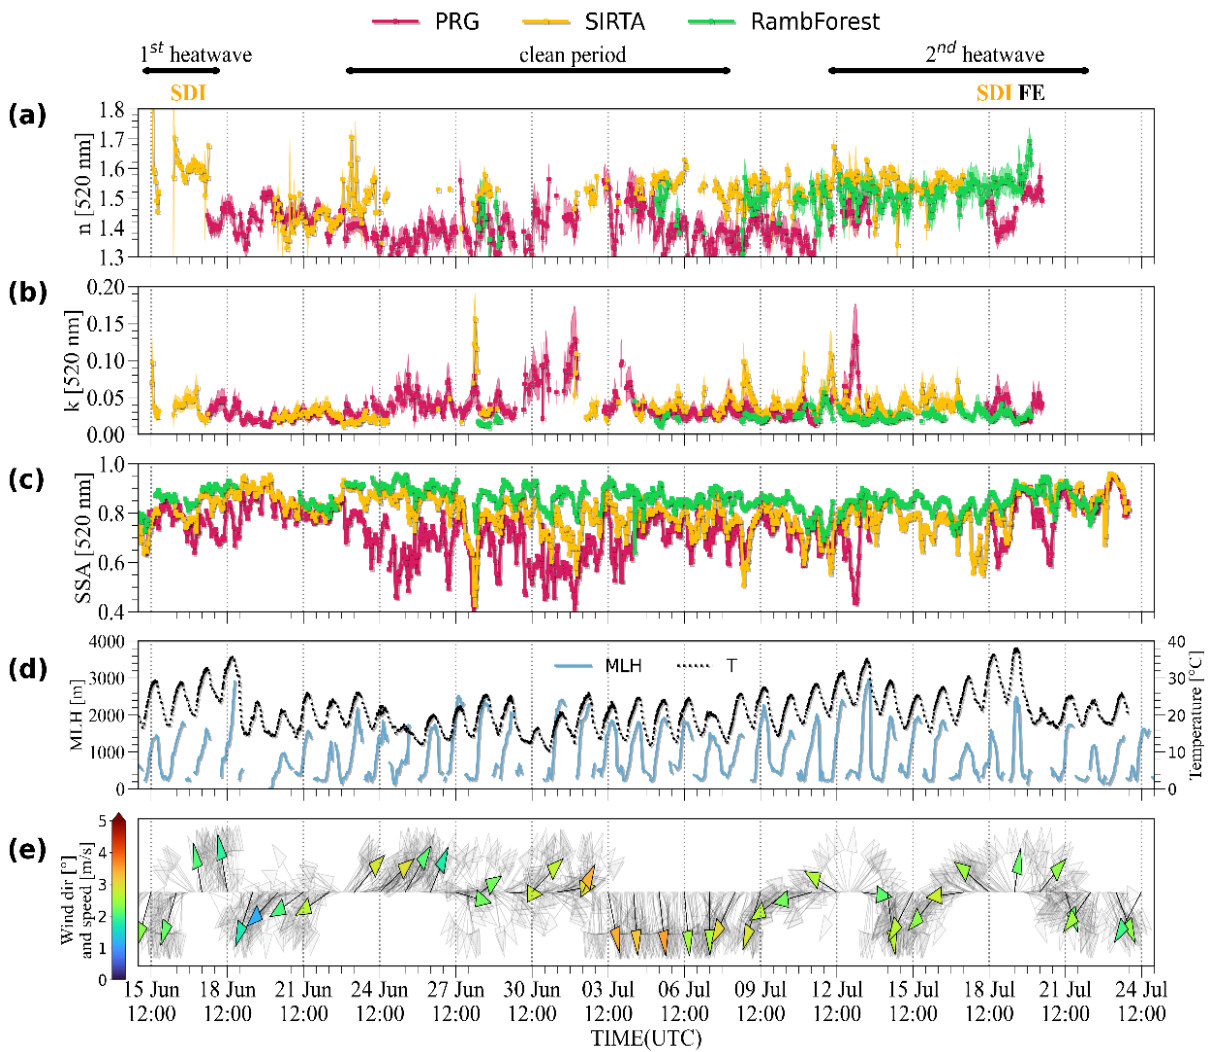 PRG SIRTA RambForest
1st heatwave clean period 2nd heatwave
SDI SDI FE
(a)
n [520 nm]
1.8
1.7
1.6
1.5
1.4
1.3
(b)
k [520 nm]
0.20
0.15
0.10
0.05
0.00
(c)
SSA [520 nm]
1.0
0.8
0.6
0.4
(d)
MLH [m]
4000
3000
2000
1000
0
MLH T
40
30
20
10
0
Temperature [°C]
(e)
Wind dir [°]
and speed [m/s]
5
4
3
2
1
0
15 Jun 18 Jun 21 Jun 24 Jun 27 Jun 30 Jun 03 Jul 06 Jul 09 Jul 12 Jul 15 Jul 18 Jul 21 Jul 24 Jul
12:00 12:00 12:00 12:00 12:00 12:00 12:00 12:00 12:00 12:00 12:00 12:00 12:00 12:00
TIME(UTC)